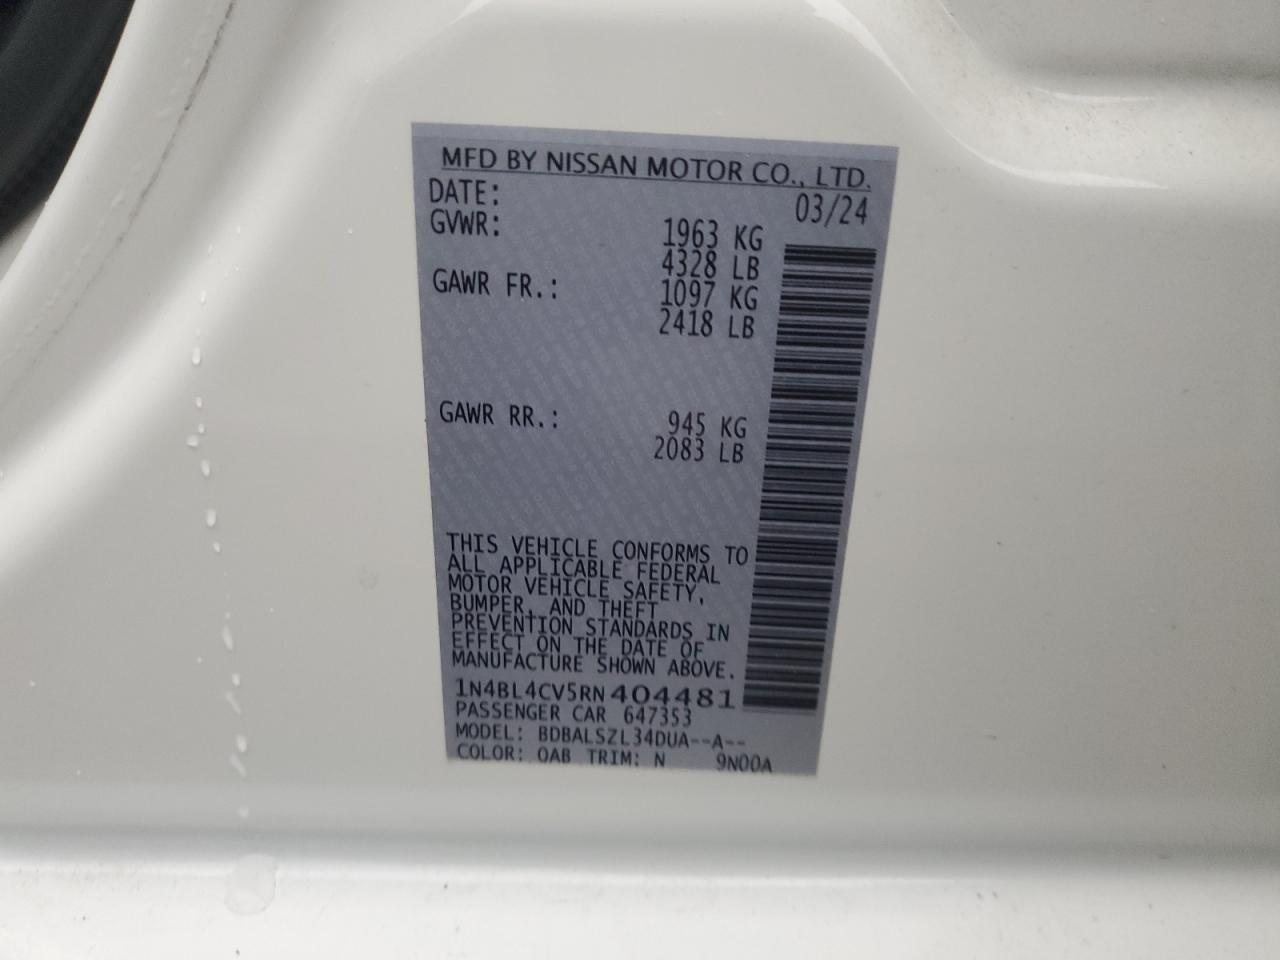 MFD BY NISSAN MOTOR CO., LTD.
DATE: 03/24
GVWR: 1963 KG
4328 LB
GAWR FR.: 1097 KG
2418 LB
GAWR RR.: 945 KG
2083 LB
THIS VEHICLE CONFORMS TO
ALL APPLICABLE FEDERAL
MOTOR VEHICLE SAFETY,
BUMPER, AND THEFT
PREVENTION STANDARDS IN
EFFECT ON THE DATE OF
MANUFACTURE SHOWN ABOVE.
1N4BL4CV5RN404481
PASSENGER CAR 647353
MODEL: BDBALSZL34DUA--A--
COLOR: QAB TRIM: N 9N00A